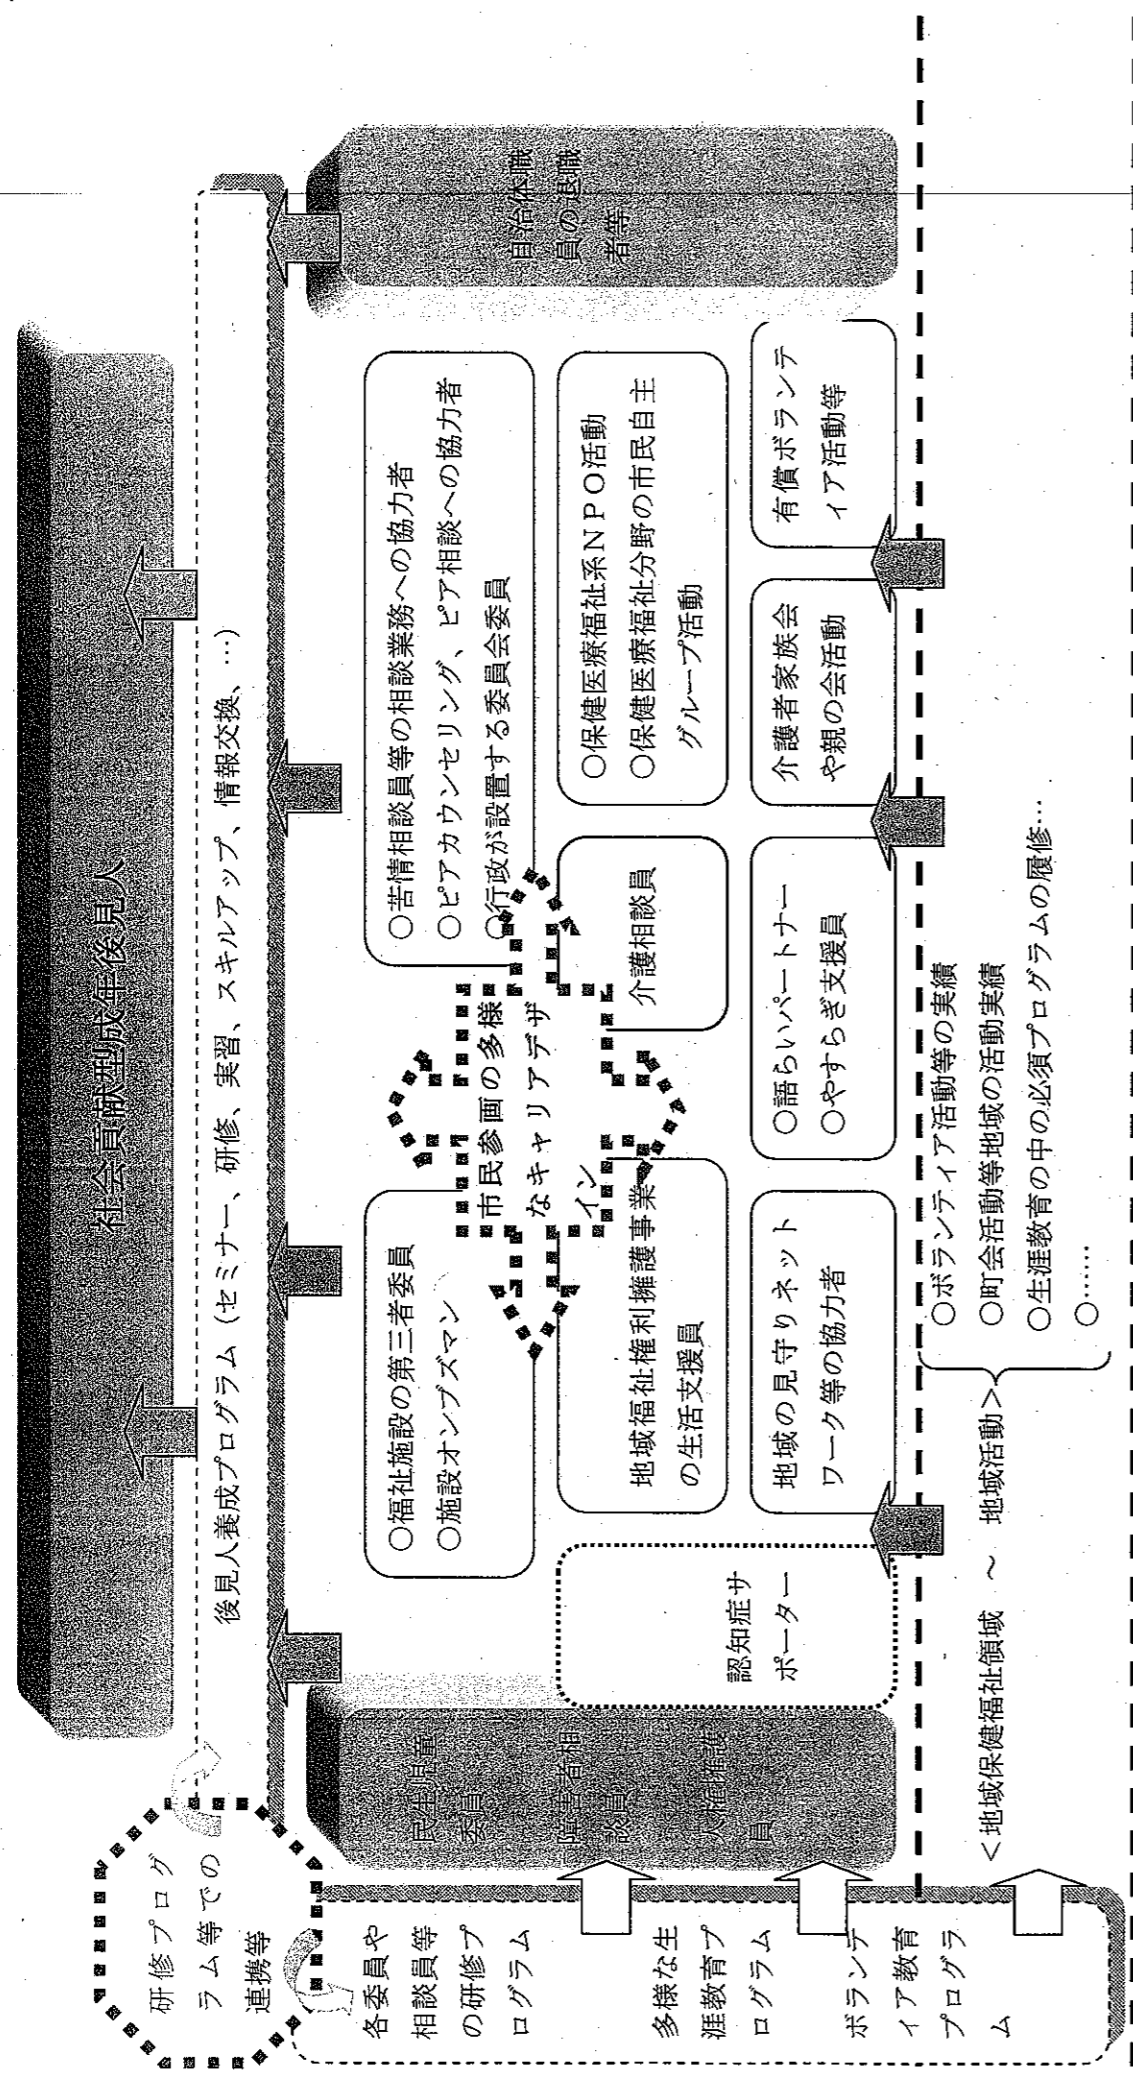 社会貢献型成年後見人
後見人養成プログラム（セミナー、研修、実習、スキルアップ、情報交換、…）
研修プログ
ラム等での
連携等
各委員や
相談員等
の研修プ
ログラム
多様な生
涯教育プ
ログラム
ボランテ
ィア教育
プログラ
ム
民生・児童
委員
障害者相
談員
人権擁護
員
○福祉施設の第三者委員
○施設オンブズマン
市民参画の多様
なキャリアデザ
イン
○苦情相談員等の相談業務への協力者
○ピアカウンセリング、ピア相談への協力者
○行政が設置する委員会委員
自治体職
員の退職
者等
認知症サ
ポーター
地域福祉権利擁護事業
の生活支援員
介護相談員
○保健医療福祉系NPO活動
○保健医療福祉分野の市民自主
グループ活動
地域の見守りネット
ワーク等の協力者
○語らいパートナー
○やすらぎ支援員
介護者家族会
や親の会活動
有償ボランテ
ィア活動等
＜地域保健福祉領域　～　地域活動＞
○ボランティア活動等の実績
○町会活動等地域の活動実績
○生涯教育の中の必須プログラムの履修…
○……